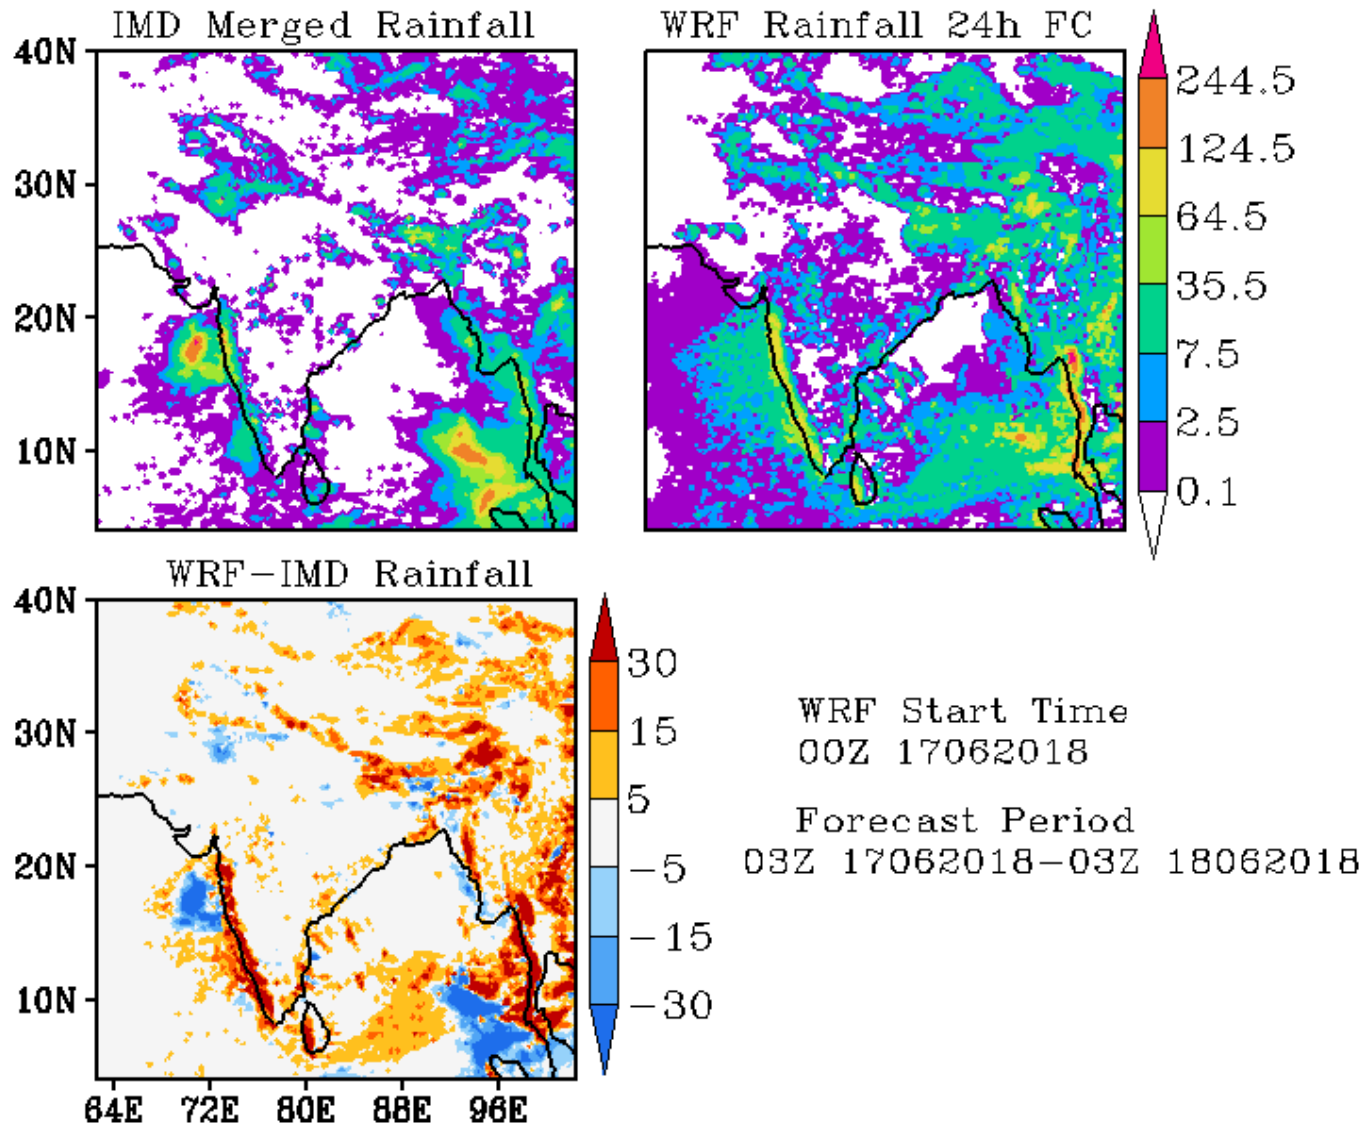 IMD Merged Rainfall
WRF Rainfall 24h FC
40N
30N
20N
10N
244.5
124.5
64.5
35.5
7.5
2.5
0.1
WRF-IMD Rainfall
40N
30N
20N
10N
64E 72E 80E 88E 96E
30
15
5
-5
-15
-30
WRF Start Time
00Z 17062018
Forecast Period
03Z 17062018-03Z 18062018